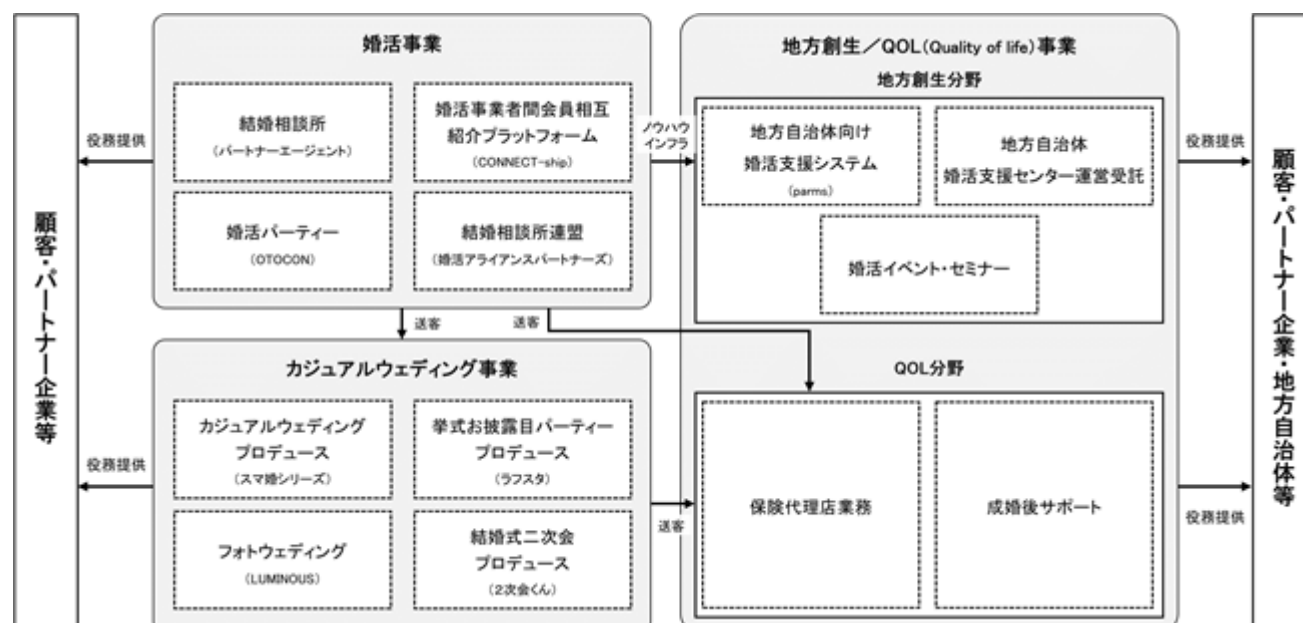 顧客・パートナー企業等
役務提供
役務提供
婚活事業
結婚相談所
(パートナーエージェント)
婚活事業者間会員相互
紹介プラットフォーム
(CONNECT-ship)
婚活パーティー
(OTOCON)
結婚相談所連盟
(婚活アライアンスパートナーズ)
送客
送客
カジュアルウェディング事業
カジュアルウェディング
プロデュース
(スマ婚シリーズ)
挙式お披露目パーティー
プロデュース
(ラフスタ)
フォトウェディング
(LUMINOUS)
結婚式二次会
プロデュース
(2次会くん)
ノウハウ
インフラ
送客
地方創生/QOL(Quality of life)事業
地方創生分野
地方自治体向け
婚活支援システム
(parms)
地方自治体
婚活支援センター運営受託
婚活イベント・セミナー
QOL分野
保険代理店業務
成婚後サポート
役務提供
役務提供
顧客・パートナー企業・地方自治体等